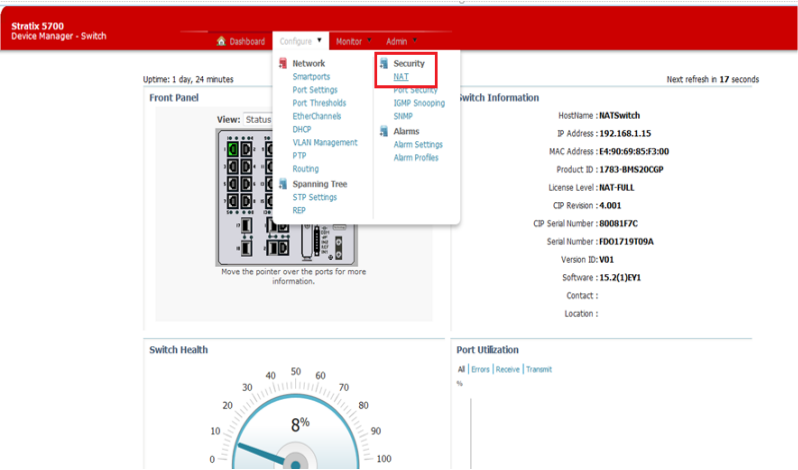 Stratix 5700
Device Manager - Switch
Dashboard Configure Monitor Admin
Network
Smartports
Port Settings
Port Thresholds
EtherChannels
DHCP
VLAN Management
PTP
Routing
Spanning Tree
STP Settings
REP
Security
NAT
Port Security
IGMP Snooping
SNMP
Alarms
Alarm Settings
Alarm Profiles
Uptime: 1 day, 24 minutes
Next refresh in 17 seconds
Front Panel
View: Status
Move the pointer over the ports for more
information.
Switch Information
HostName : NATSwitch
IP Address : 192.168.1.15
MAC Address : E4:90:69:85:F3:00
Product ID : 1783-BMS20CGP
License Level : NAT-FULL
CIP Revision : 4.001
CIP Serial Number : 80081F7C
Serial Number : FDO1719T09A
Version ID: V01
Software : 15.2(1)EY1
Contact :
Location :
Switch Health
0
10
20
30
40
50
60
70
80
90
100
8%
Port Utilization
All | Errors | Receive | Transmit
%